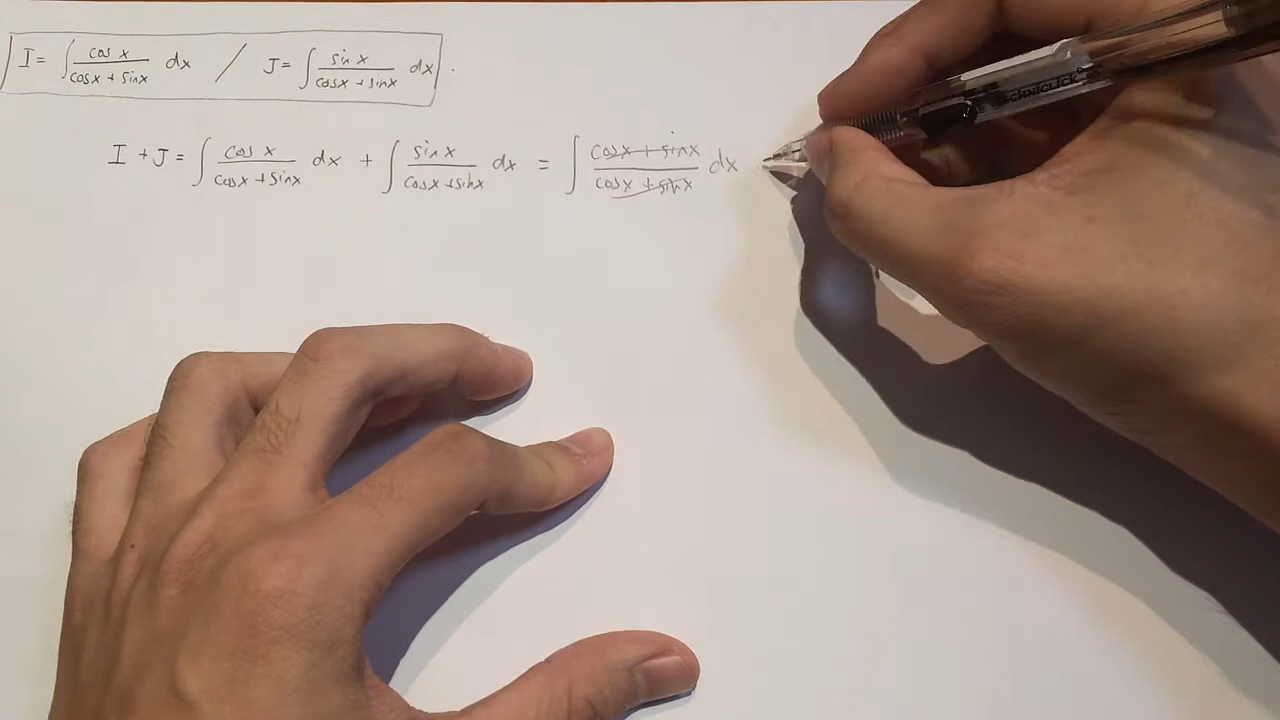 I = ∫ cos x / (cos x + sin x) dx / J = ∫ sin x / (cos x + sin x) dx .
I + J = ∫ cos x / (cos x + sin x) dx + ∫ sin x / (cos x + sin x) dx = ∫ (cos x + sin x) / (cos x + sin x) dx